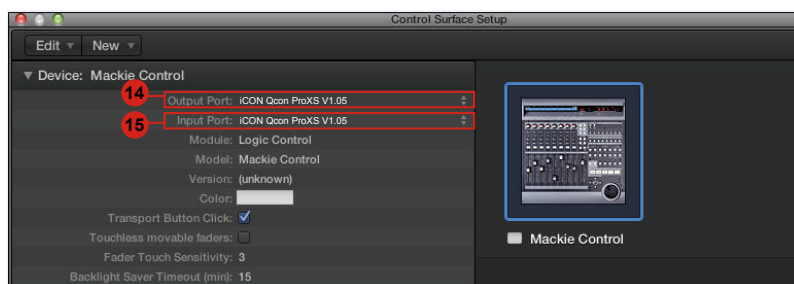 Control Surface Setup
Edit New
Device: Mackie Control
14 Output Port: iCON Qcon ProXS V1.05
15 Input Port: iCON Qcon ProXS V1.05
Module: Logic Control
Model: Mackie Control
Version: (unknown)
Color:
Transport Button Click:
Touchless movable faders:
Fader Touch Sensitivity: 3
Backlight Saver Timeout (min): 15
Mackie Control